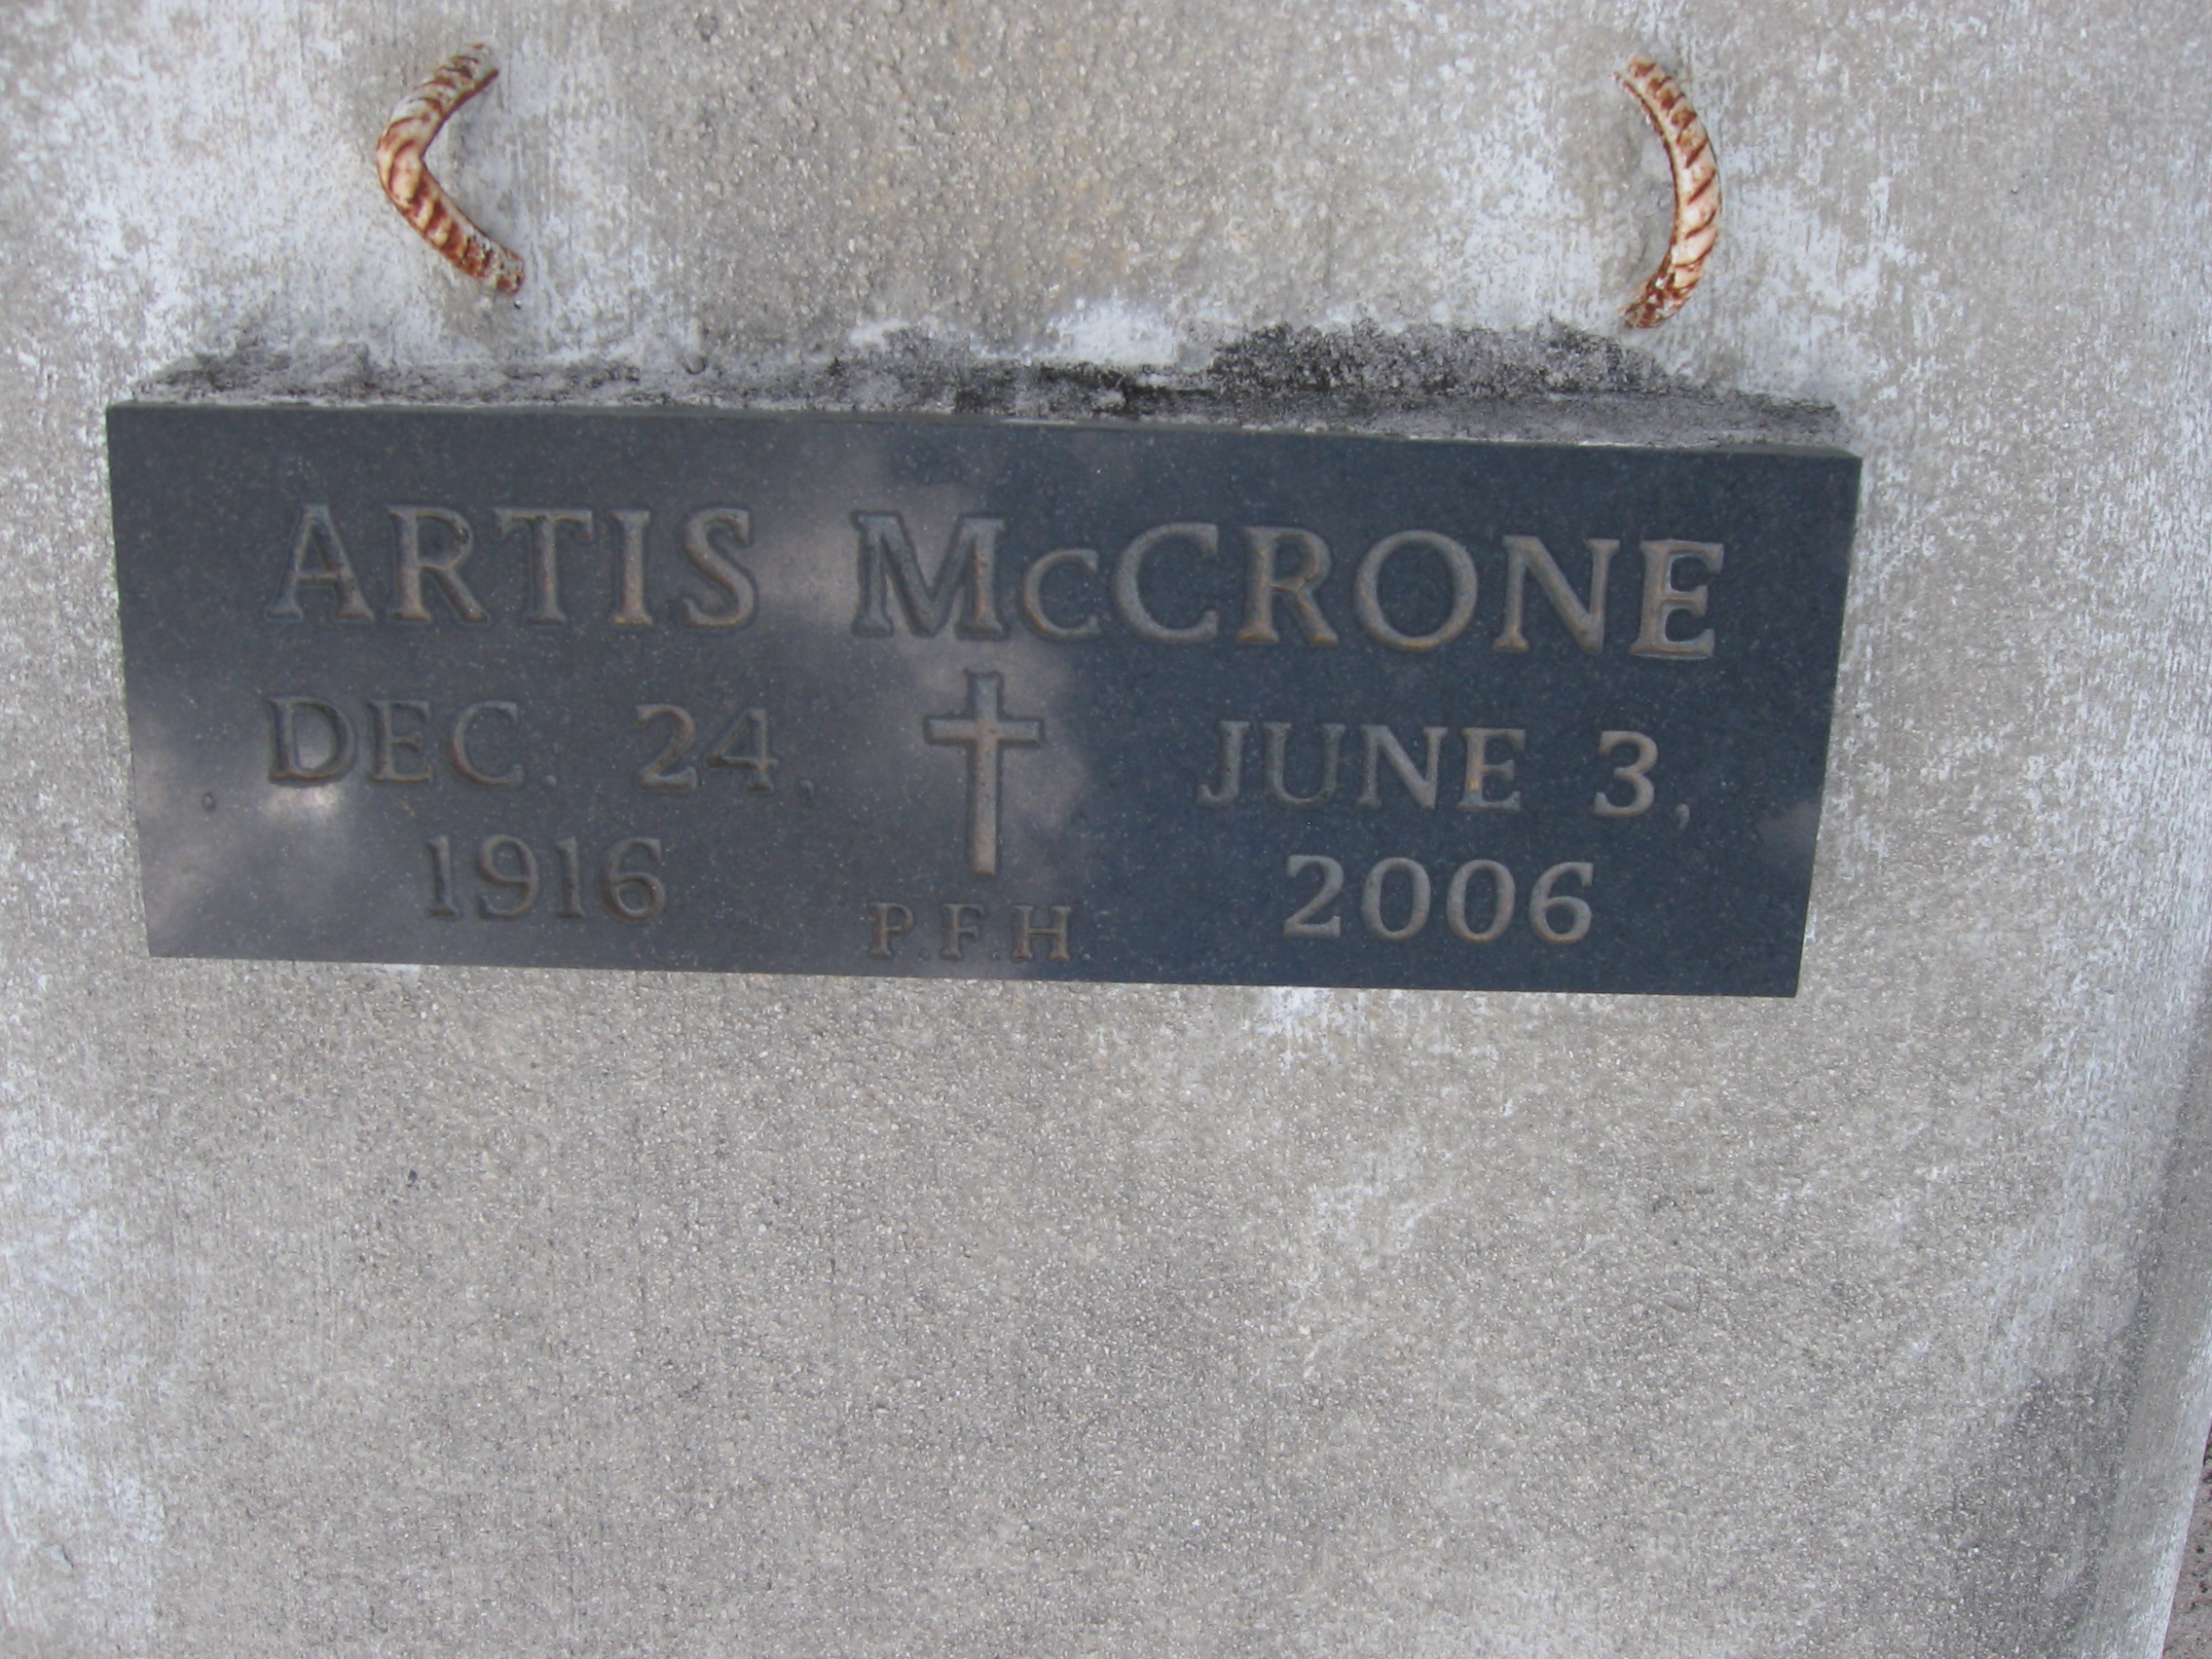 ARTIS McCRONE
DEC. 24, JUNE 3,
1916 2006
P.F.H.